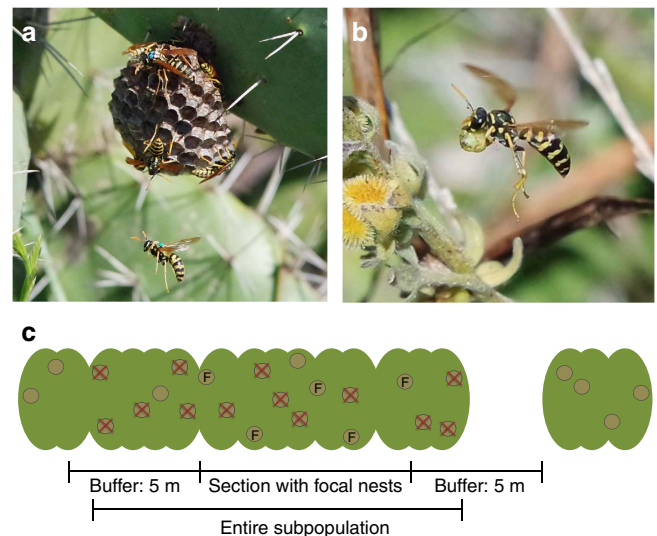 a
b
c
F
F
F
F
F
Buffer: 5 m
Section with focal nests
Buffer: 5 m
Entire subpopulation